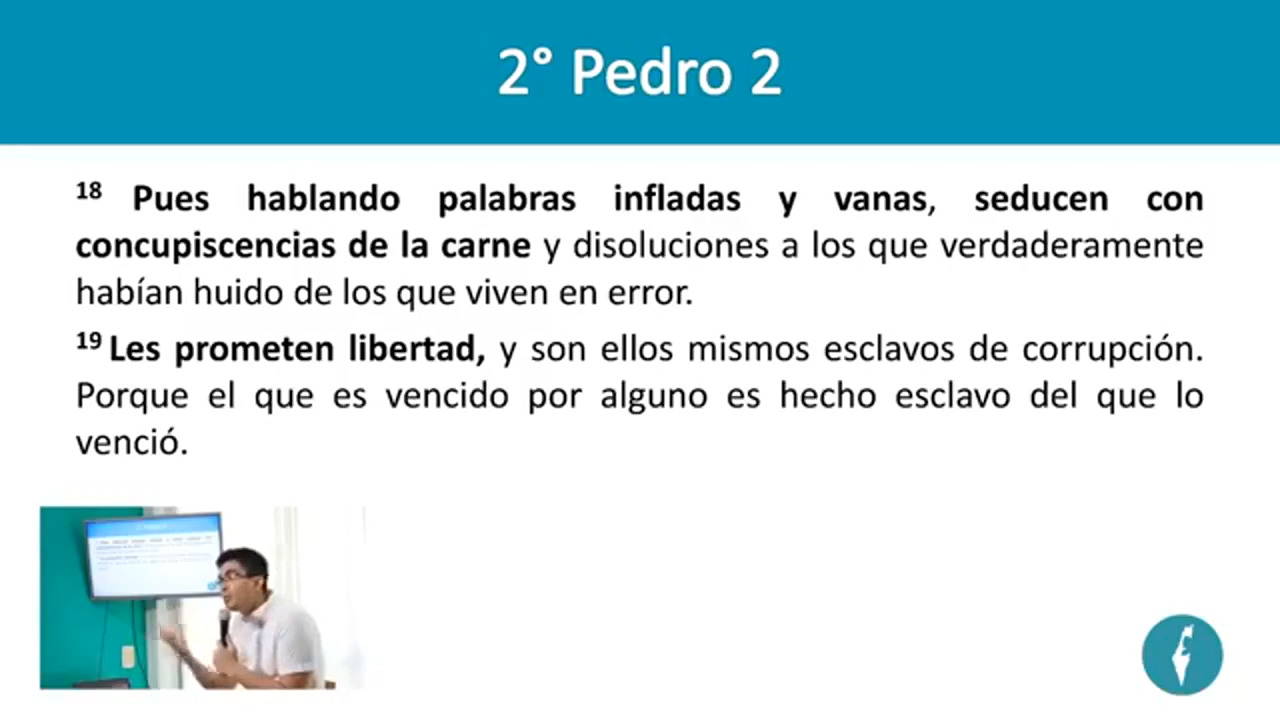 2° Pedro 2
18 Pues hablando palabras infladas y vanas, seducen con
concupiscencias de la carne y disoluciones a los que verdaderamente
habían huido de los que viven en error.
19 Les prometen libertad, y son ellos mismos esclavos de corrupción.
Porque el que es vencido por alguno es hecho esclavo del que lo
venció.